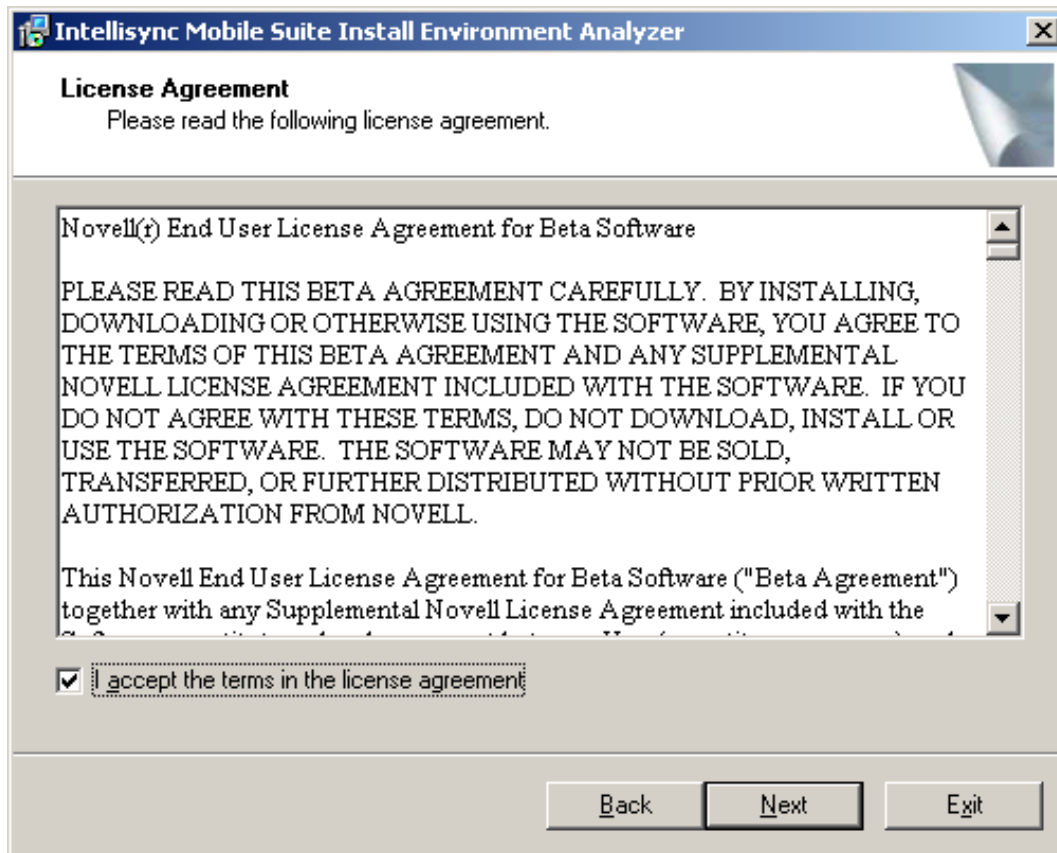 Intellisync Mobile Suite Install Environment Analyzer
License Agreement
Please read the following license agreement.
Novell(r) End User License Agreement for Beta Software
PLEASE READ THIS BETA AGREEMENT CAREFULLY.  BY INSTALLING,
DOWNLOADING OR OTHERWISE USING THE SOFTWARE, YOU AGREE TO
THE TERMS OF THIS BETA AGREEMENT AND ANY SUPPLEMENTAL
NOVELL LICENSE AGREEMENT INCLUDED WITH THE SOFTWARE.  IF YOU
DO NOT AGREE WITH THESE TERMS, DO NOT DOWNLOAD, INSTALL OR
USE THE SOFTWARE.  THE SOFTWARE MAY NOT BE SOLD,
TRANSFERRED, OR FURTHER DISTRIBUTED WITHOUT PRIOR WRITTEN
AUTHORIZATION FROM NOVELL.
This Novell End User License Agreement for Beta Software ("Beta Agreement")
together with any Supplemental Novell License Agreement included with the
I accept the terms in the license agreement
Back
Next
Exit